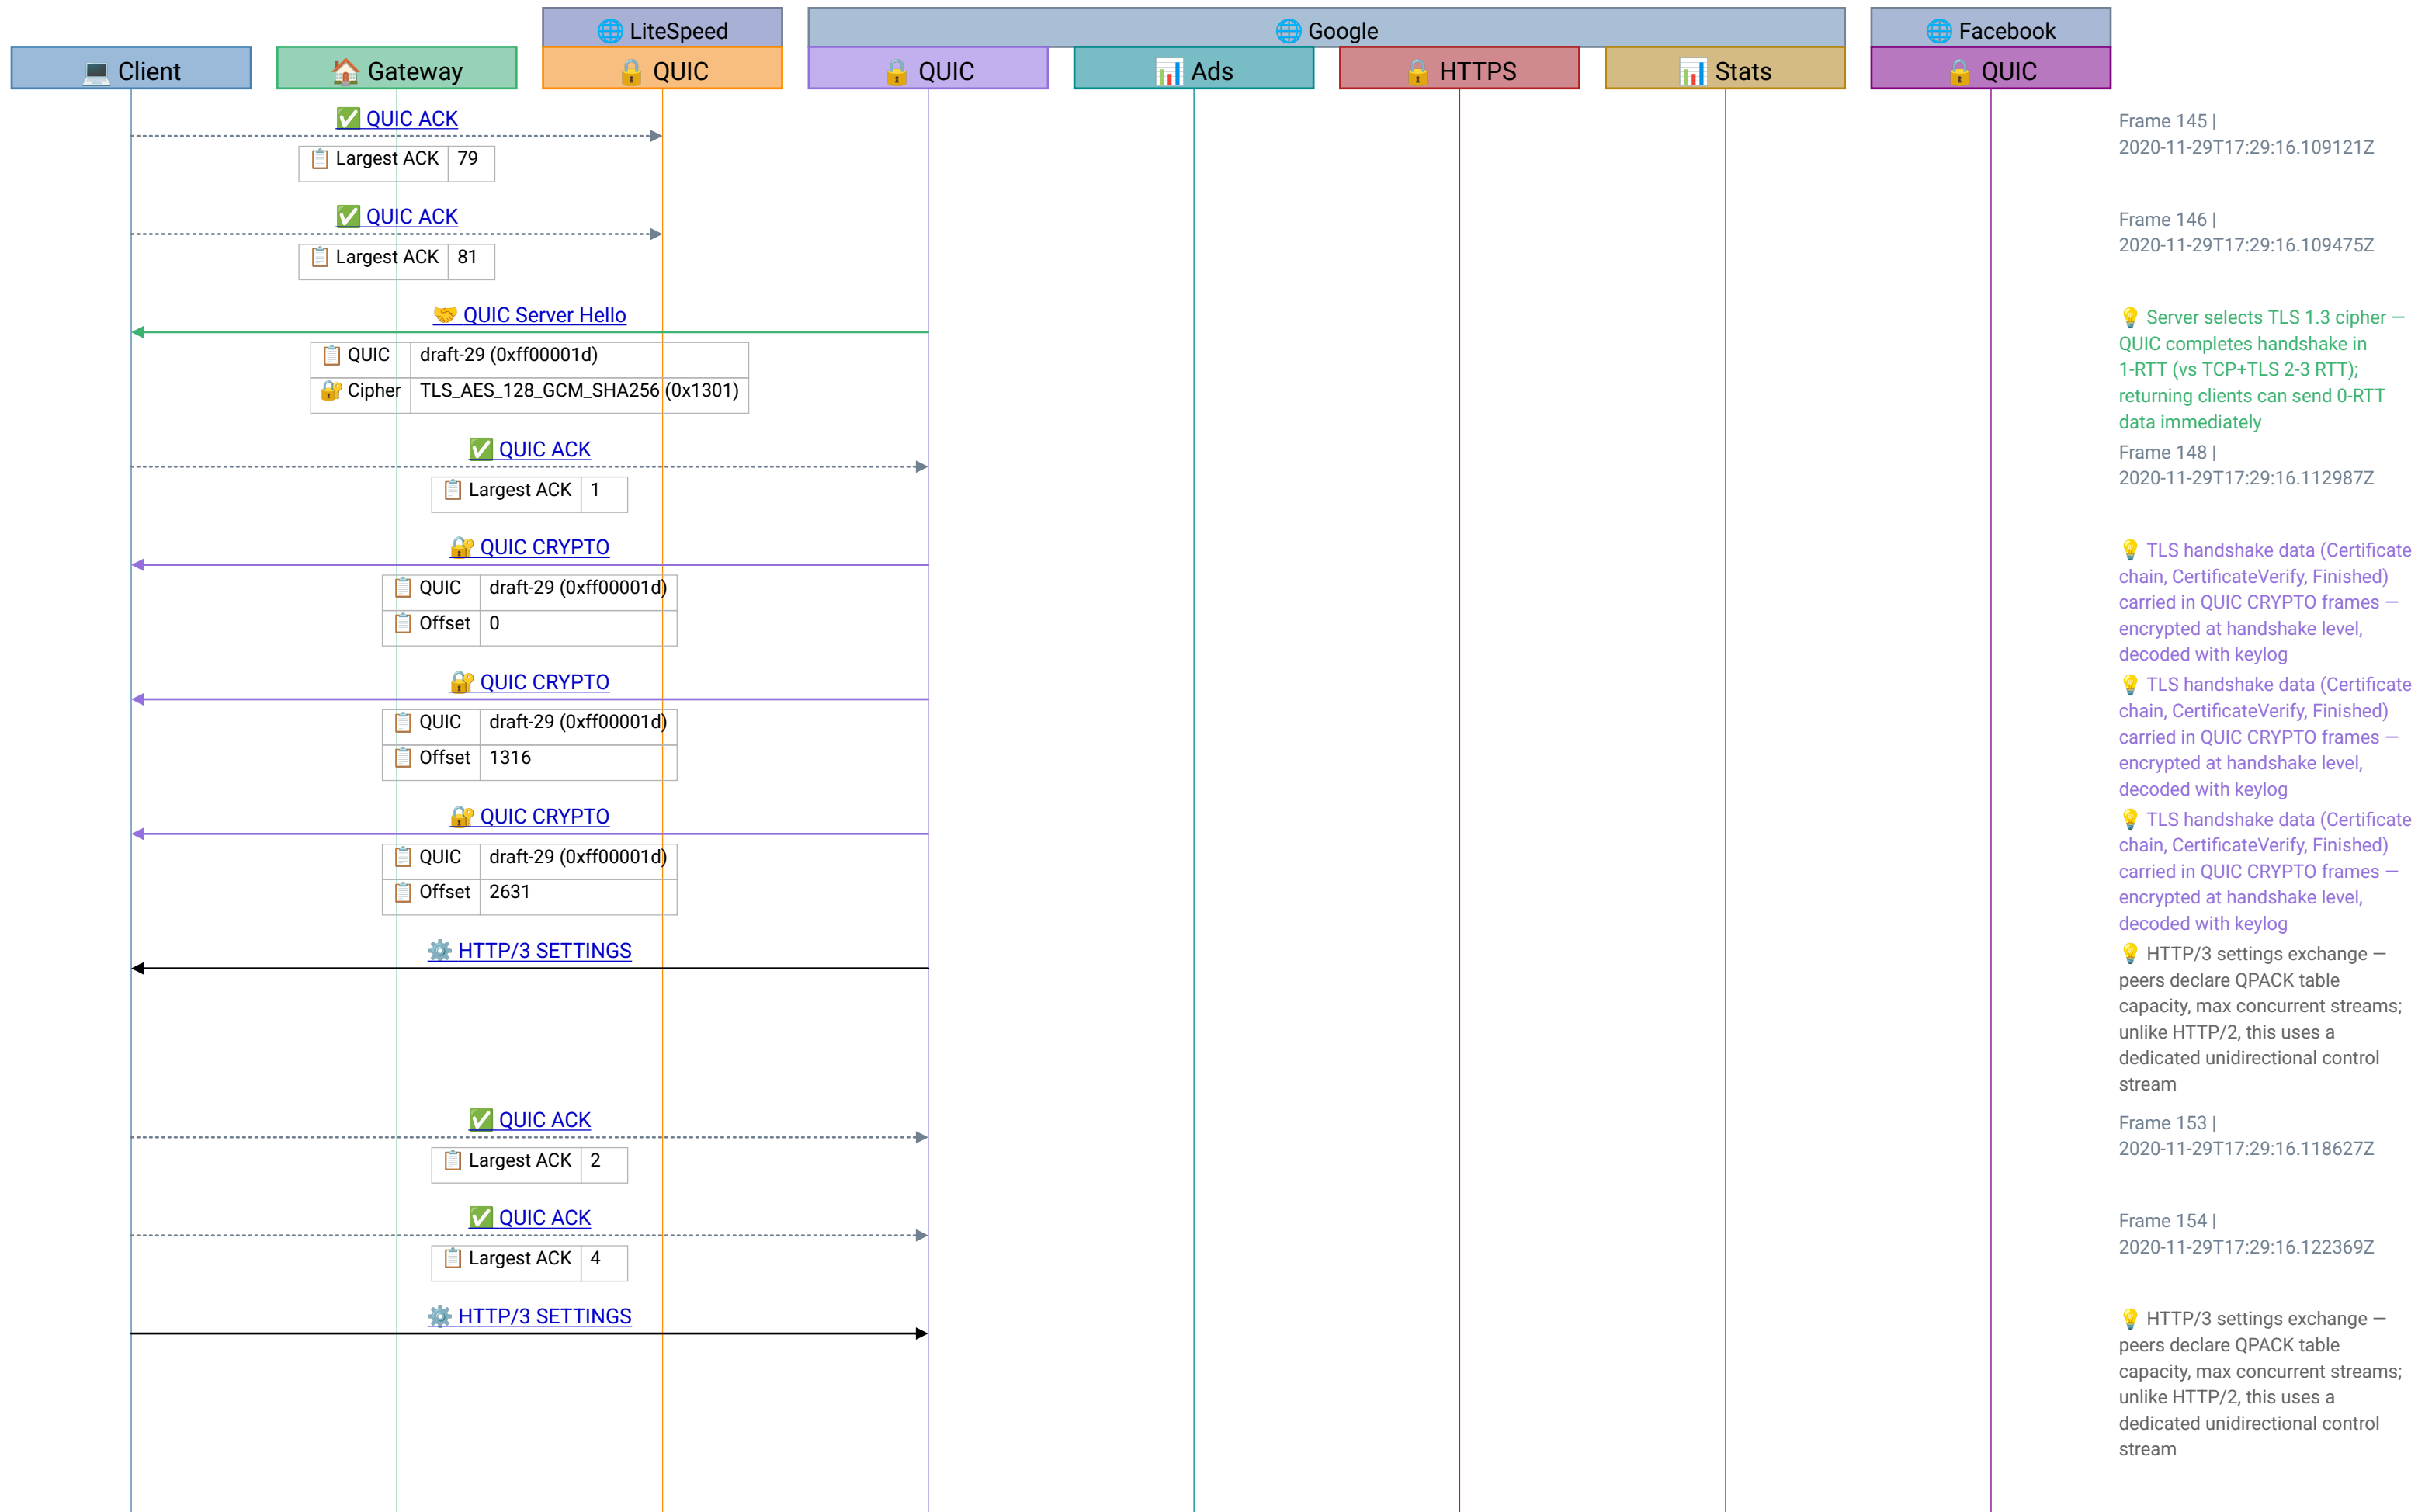 🌐 LiteSpeed
🌐 Google
🌐 Facebook
💻 Client
🏠 Gateway
🔒 QUIC
🔒 QUIC
📊 Ads
🔒 HTTPS
📊 Stats
🔒 QUIC
✅ QUIC ACK
📋 Largest ACK 79
Frame 145 |
2020-11-29T17:29:16.109121Z
✅ QUIC ACK
📋 Largest ACK 81
Frame 146 |
2020-11-29T17:29:16.109475Z
🤝 QUIC Server Hello
📋 QUIC draft-29 (0xff00001d)
🔐 Cipher TLS_AES_128_GCM_SHA256 (0x1301)
💡 Server selects TLS 1.3 cipher —
QUIC completes handshake in
1-RTT (vs TCP+TLS 2-3 RTT);
returning clients can send 0-RTT
data immediately
✅ QUIC ACK
📋 Largest ACK 1
Frame 148 |
2020-11-29T17:29:16.112987Z
🔐 QUIC CRYPTO
📋 QUIC draft-29 (0xff00001d)
📋 Offset 0
💡 TLS handshake data (Certificate
chain, CertificateVerify, Finished)
carried in QUIC CRYPTO frames —
encrypted at handshake level,
decoded with keylog
🔐 QUIC CRYPTO
📋 QUIC draft-29 (0xff00001d)
📋 Offset 1316
💡 TLS handshake data (Certificate
chain, CertificateVerify, Finished)
carried in QUIC CRYPTO frames —
encrypted at handshake level,
decoded with keylog
🔐 QUIC CRYPTO
📋 QUIC draft-29 (0xff00001d)
📋 Offset 2631
💡 TLS handshake data (Certificate
chain, CertificateVerify, Finished)
carried in QUIC CRYPTO frames —
encrypted at handshake level,
decoded with keylog
⚙️ HTTP/3 SETTINGS
💡 HTTP/3 settings exchange —
peers declare QPACK table
capacity, max concurrent streams;
unlike HTTP/2, this uses a
dedicated unidirectional control
stream
✅ QUIC ACK
📋 Largest ACK 2
Frame 153 |
2020-11-29T17:29:16.118627Z
✅ QUIC ACK
📋 Largest ACK 4
Frame 154 |
2020-11-29T17:29:16.122369Z
⚙️ HTTP/3 SETTINGS
💡 HTTP/3 settings exchange —
peers declare QPACK table
capacity, max concurrent streams;
unlike HTTP/2, this uses a
dedicated unidirectional control
stream